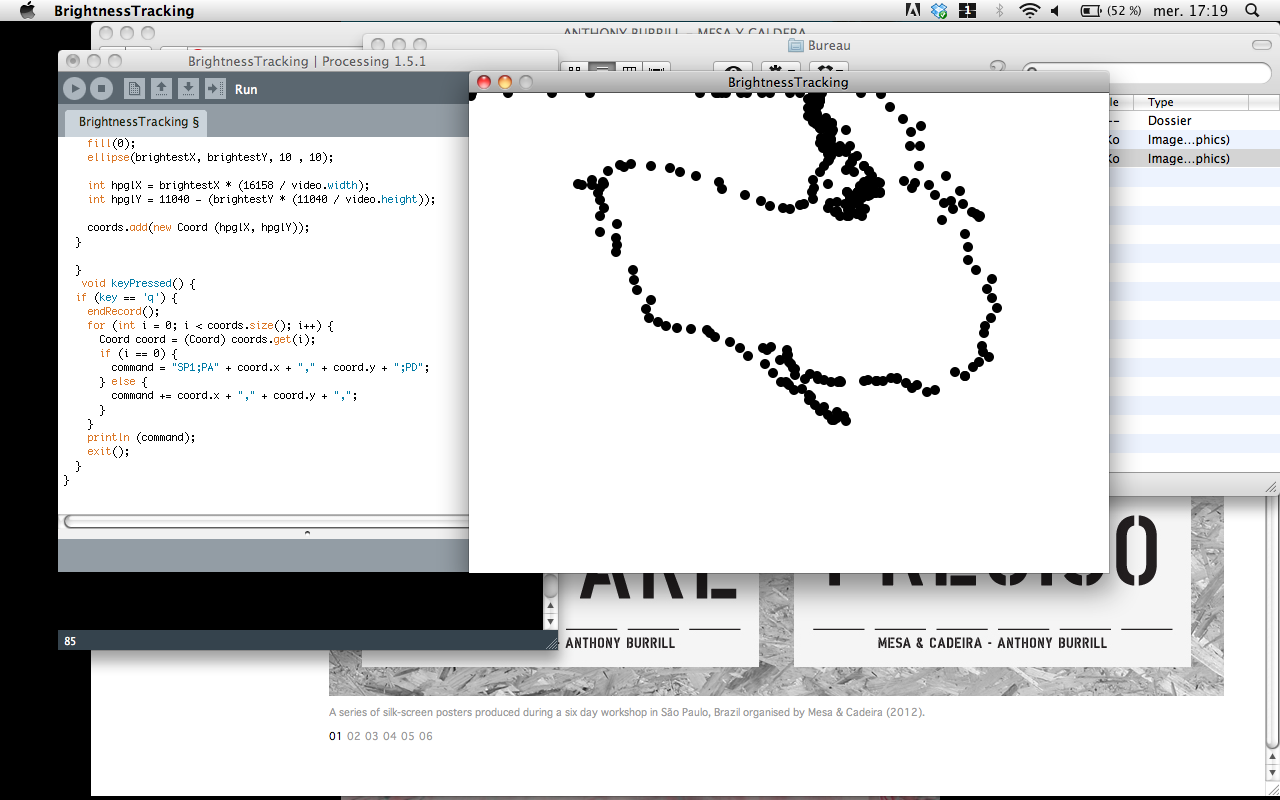 BrightnessTracking
(52 %) mer. 17:19
ANTHONY BURRILL – MESA Y CALDERA
Bureau
BrightnessTracking | Processing 1.5.1
Run
BrightnessTracking §
BrightnessTracking
le Type
-- Dossier
Ko Image...phics)
Ko Image...phics)
fill(0);
ellipse(brightestX, brightestY, 10 , 10);
int hpglX = brightestX * (16158 / video.width);
int hpglY = 11040 - (brightestY * (11040 / video.height));
coords.add(new Coord (hpglX, hpglY));
}
}
void keyPressed() {
if (key == 'q') {
endRecord();
for (int i = 0; i < coords.size(); i++) {
Coord coord = (Coord) coords.get(i);
if (i == 0) {
command = "SP1;PA" + coord.x + "," + coord.y + ";PD";
} else {
command += coord.x + "," + coord.y + ",";
}
}
println (command);
exit();
}
}
85
ARE
PRECISO
- ANTHONY BURRILL
MESA & CADEIRA - ANTHONY BURRILL
A series of silk-screen posters produced during a six day workshop in São Paulo, Brazil organised by Mesa & Cadeira (2012).
01 02 03 04 05 06